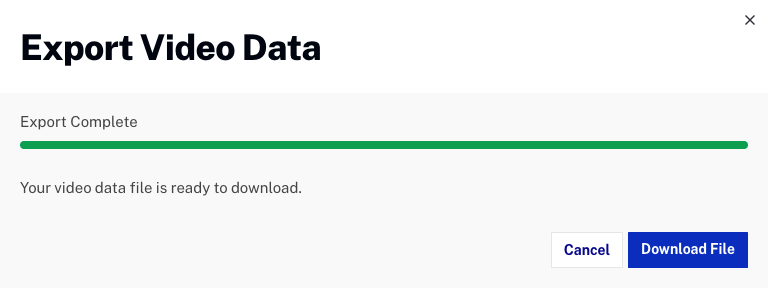 Export Video Data
Export Complete
Your video data file is ready to download.
Cancel
Download File